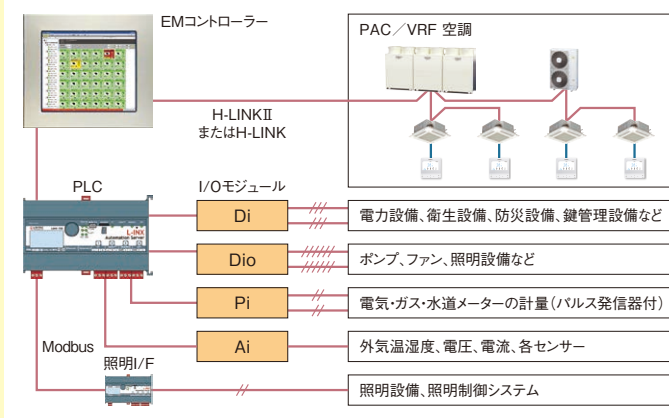 EMコントローラー
PAC／VRF 空調
H-LINKⅡ
またはH-LINK
PLC
I/Oモジュール
L-INX
Automation Server
Di
電力設備、衛生設備、防災設備、鍵管理設備など
Dio
ポンプ、ファン、照明設備など
Pi
電気・ガス・水道メーターの計量（パルス発信器付）
Ai
外気温湿度、電圧、電流、各センサー
Modbus
照明I/F
照明設備、照明制御システム